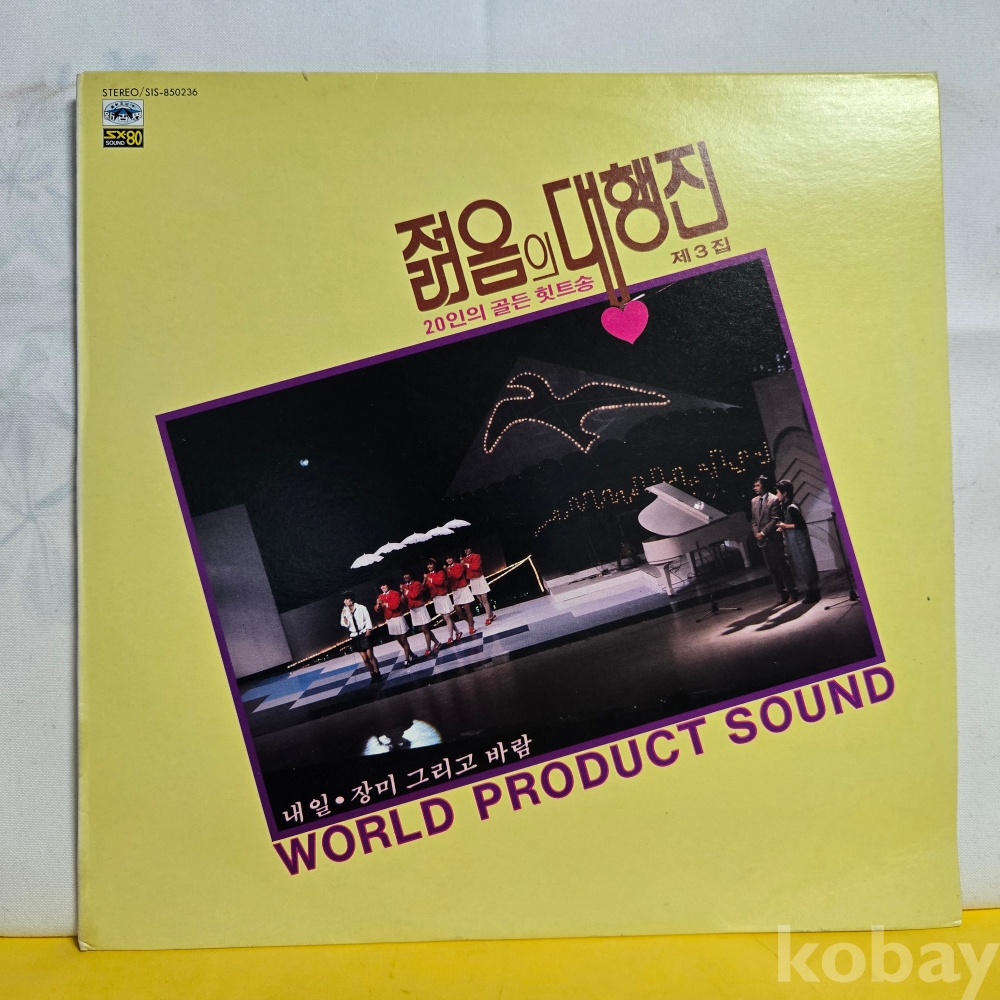 STEREO/SIS-850236
SX-80
SOUND
젊음의대행진
제3집
20인의 골든 힛트송
내일·장미 그리고 바람
WORLD PRODUCT SOUND
kobay